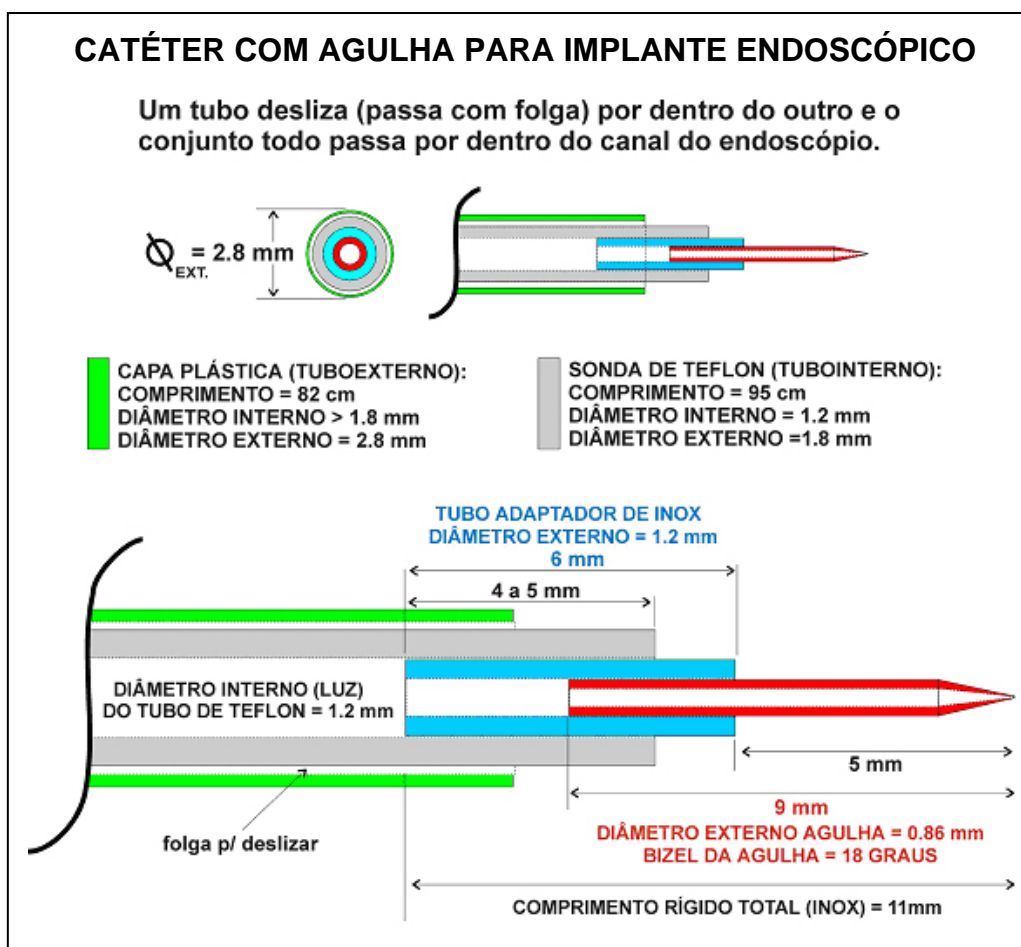 CATÉTER COM AGULHA PARA IMPLANTE ENDOSCÓPICO
Um tubo desliza (passa com folga) por dentro do outro e o
conjunto todo passa por dentro do canal do endoscópio.
Ø EXT. = 2.8 mm
CAPA PLÁSTICA (TUBOEXTERNO):
COMPRIMENTO = 82 cm
DIÂMETRO INTERNO > 1.8 mm
DIÂMETRO EXTERNO = 2.8 mm
SONDA DE TEFLON (TUBOINTERNO):
COMPRIMENTO = 95 cm
DIÂMETRO INTERNO = 1.2 mm
DIÂMETRO EXTERNO =1.8 mm
TUBO ADAPTADOR DE INOX
DIÂMETRO EXTERNO = 1.2 mm
6 mm
4 a 5 mm
DIÂMETRO INTERNO (LUZ)
DO TUBO DE TEFLON = 1.2 mm
5 mm
folga p/ deslizar
9 mm
DIÂMETRO EXTERNO AGULHA = 0.86 mm
BIZEL DA AGULHA = 18 GRAUS
COMPRIMENTO RÍGIDO TOTAL (INOX) = 11mm